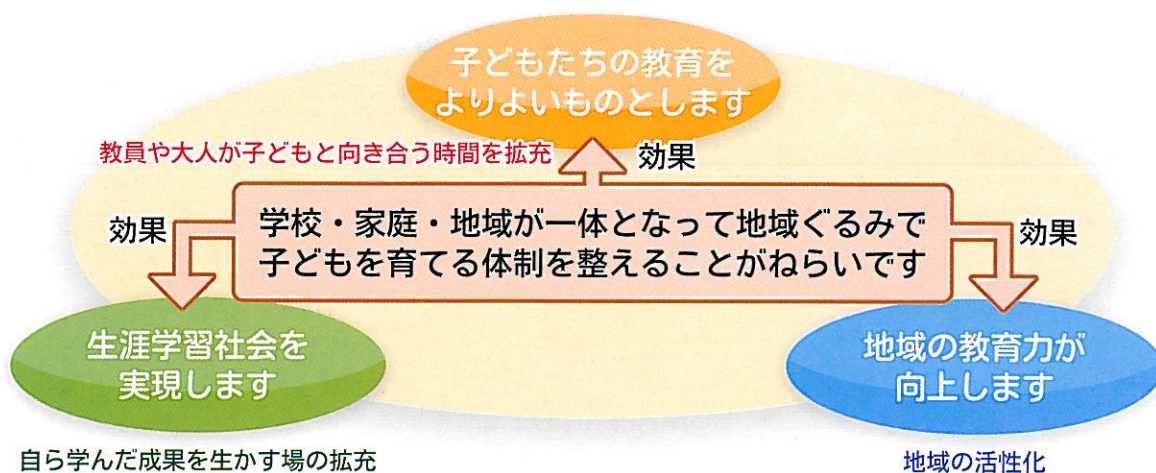 子どもたちの教育を
よりよいものとします
教員や大人が子どもと向き合う時間を拡充
効果
学校・家庭・地域が一体となって地域ぐるみで
子どもを育てる体制を整えることがねらいです
効果
効果
生涯学習社会を
実現します
地域の教育力が
向上します
自ら学んだ成果を生かす場の拡充
地域の活性化